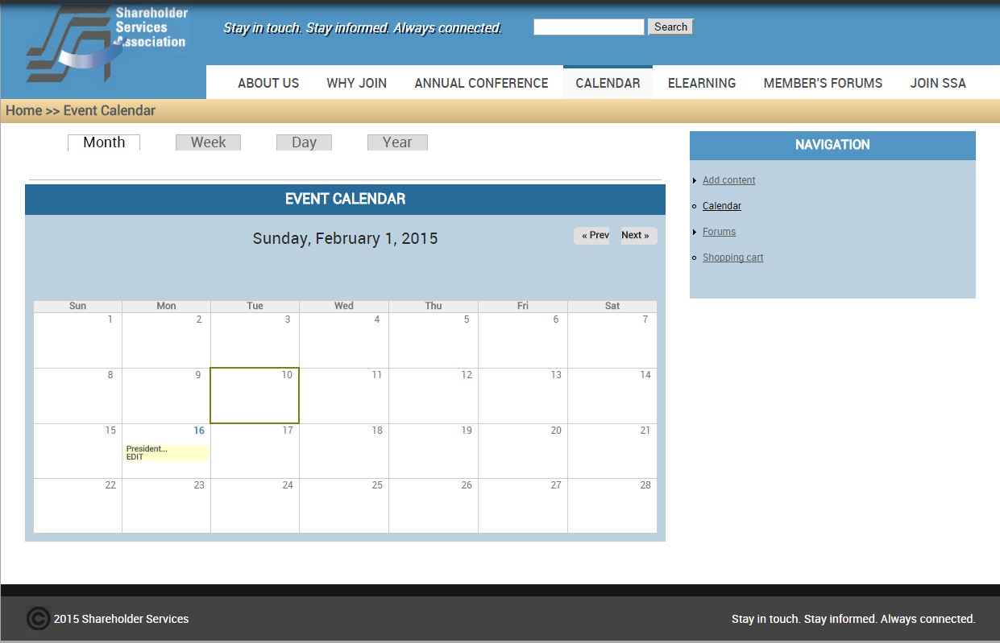 Shareholder
Services
Association
Stay in touch. Stay informed. Always connected.
Search
ABOUT US WHY JOIN ANNUAL CONFERENCE CALENDAR ELEARNING MEMBER'S FORUMS JOIN SSA
Home >> Event Calendar
Month Week Day Year
EVENT CALENDAR
Sunday, February 1, 2015
« Prev Next »
Sun Mon Tue Wed Thu Fri Sat
1 2 3 4 5 6 7
8 9 10 11 12 13 14
15 16 17 18 19 20 21
President...
EDIT
22 23 24 25 26 27 28
NAVIGATION
Add content
Calendar
Forums
Shopping cart
© 2015 Shareholder Services
Stay in touch. Stay informed. Always connected.